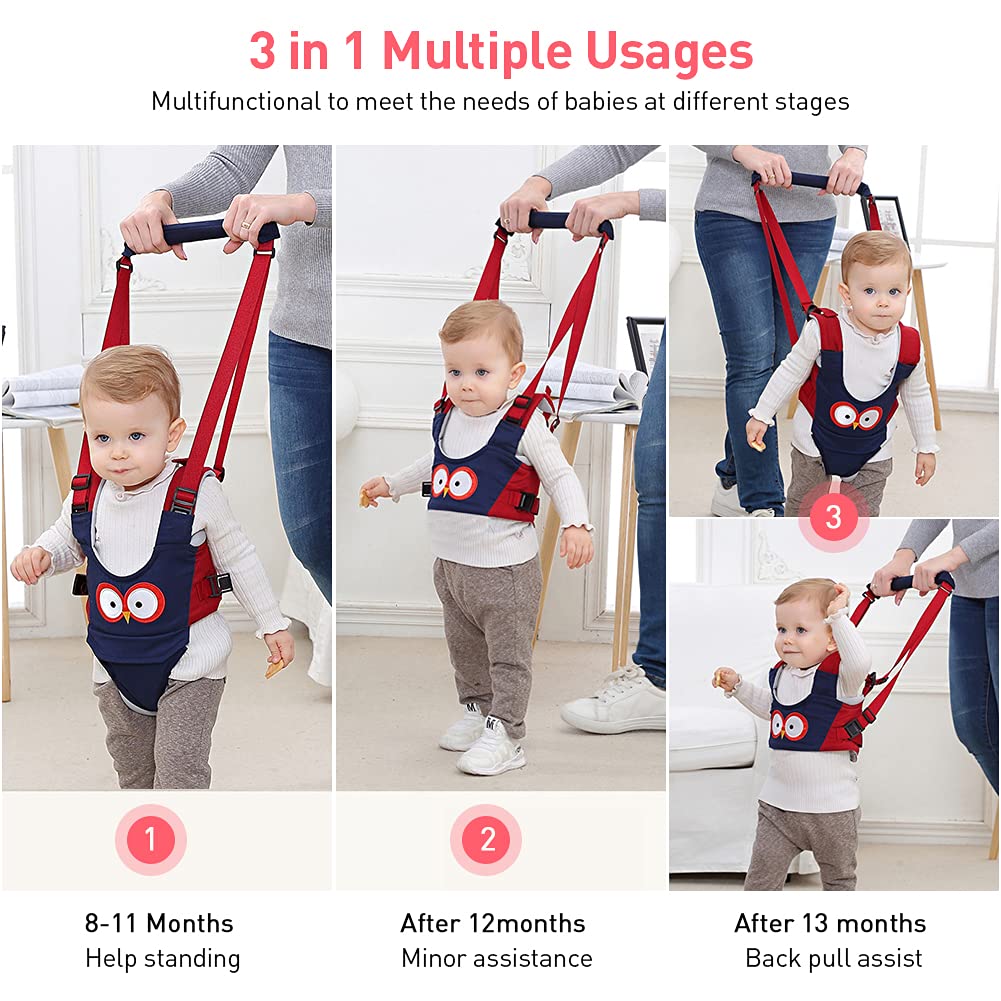 3 in 1 Multiple Usages
Multifunctional to meet the needs of babies at different stages
3
1
2
8-11 Months
Help standing
After 12months
Minor assistance
After 13 months
Back pull assist